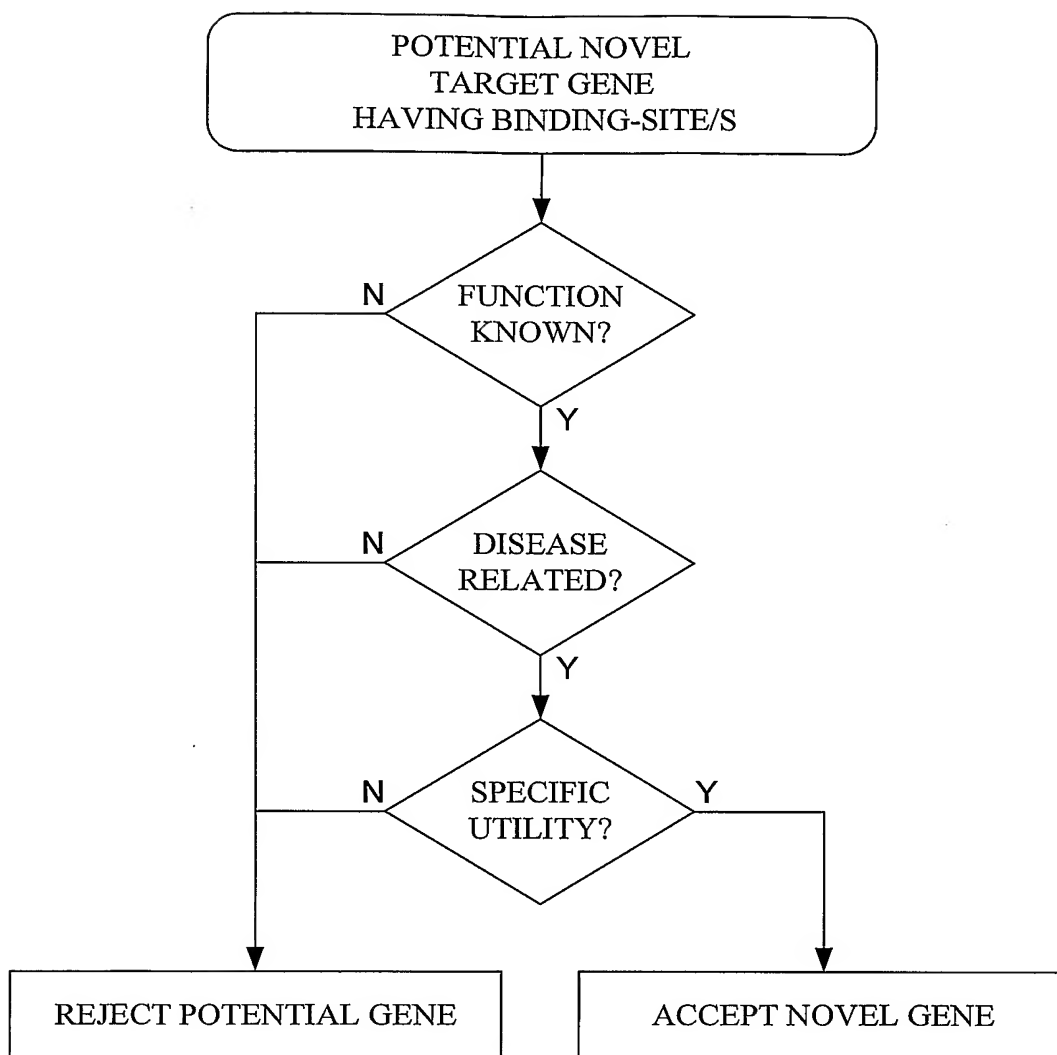 POTENTIAL NOVEL
TARGET GENE
HAVING BINDING-SITE/S
N
FUNCTION
KNOWN?
Y
N
DISEASE
RELATED?
Y
N
SPECIFIC
UTILITY?
Y
REJECT POTENTIAL GENE
ACCEPT NOVEL GENE